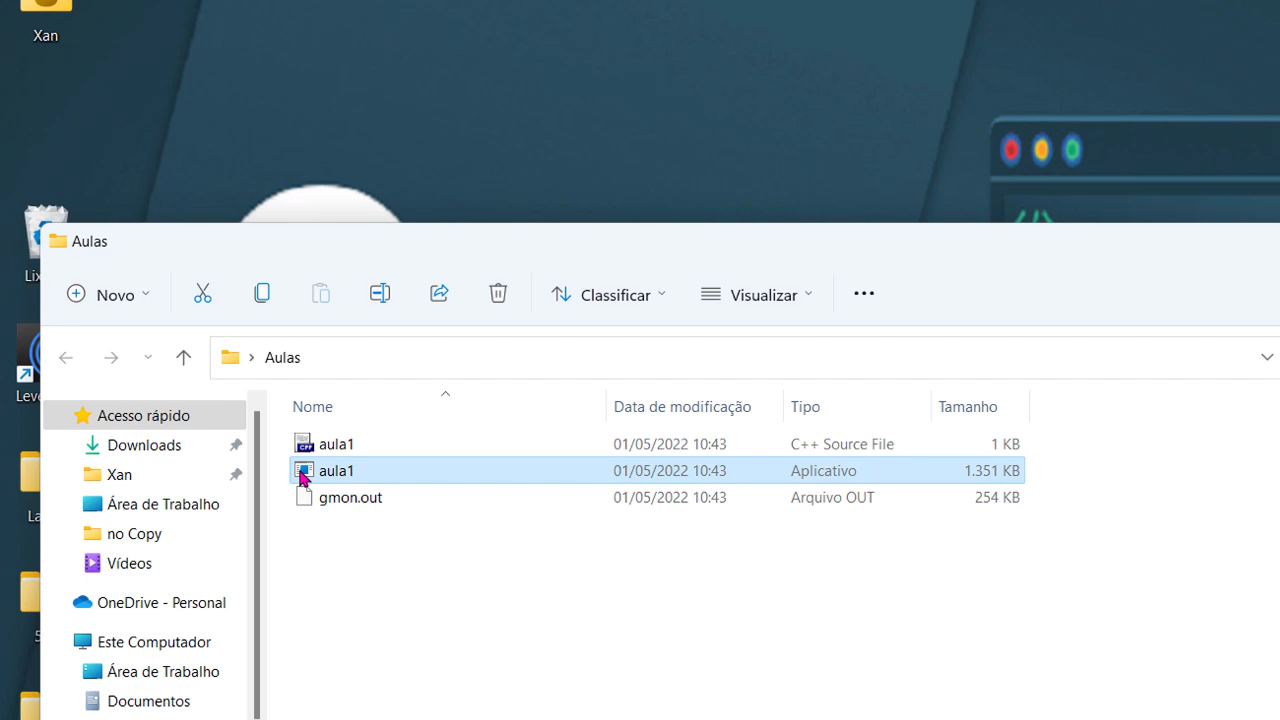 Xan
Lix
Aulas
Novo
Classificar
Visualizar
Aulas
Leve
La
5
Acesso rápido
Downloads
Xan
Área de Trabalho
no Copy
Vídeos
OneDrive - Personal
Este Computador
Área de Trabalho
Documentos
Nome Data de modificação Tipo Tamanho
aula1 01/05/2022 10:43 C++ Source File 1 KB
aula1 01/05/2022 10:43 Aplicativo 1.351 KB
gmon.out 01/05/2022 10:43 Arquivo OUT 254 KB